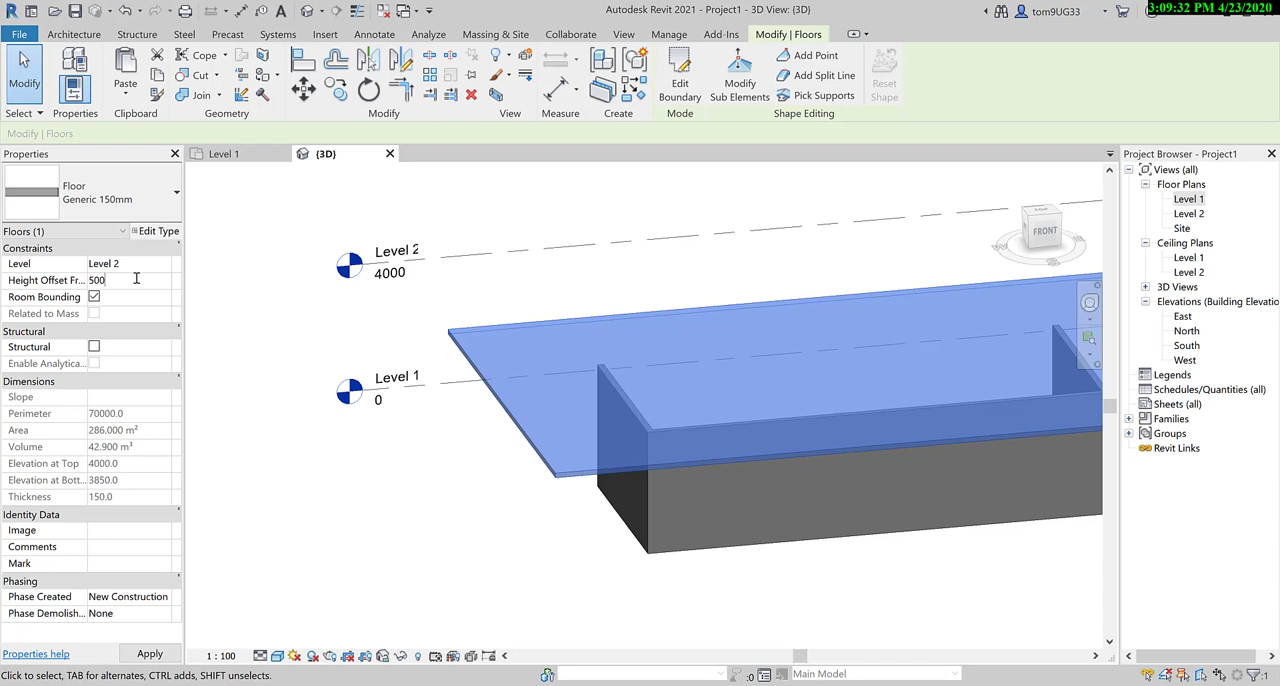 Autodesk Revit 2021 - Project1 - 3D View: {3D}
tom9UG33
3:09:32 PM 4/23/2020
File Architecture Structure Steel Precast Systems Insert Annotate Analyze Massing & Site Collaborate View Manage Add-Ins Modify | Floors
Modify
Paste
Cope
Cut
Join
Edit Boundary
Modify Sub Elements
Add Point
Add Split Line
Pick Supports
Reset Shape
Select Properties Clipboard Geometry Modify View Measure Create Mode Shape Editing
Modify | Floors
Properties
Level 1
{3D}
Project Browser - Project1
Floor
Generic 150mm
Floors (1)
Edit Type
Constraints
Level Level 2
Height Offset Fr... 500
Room Bounding
Related to Mass
Structural
Structural
Enable Analytica...
Dimensions
Slope
Perimeter 70000.0
Area 286.000 m²
Volume 42.900 m³
Elevation at Top 4000.0
Elevation at Bott... 3850.0
Thickness 150.0
Identity Data
Image
Comments
Mark
Phasing
Phase Created New Construction
Phase Demolish... None
Properties help
Apply
Level 2
4000
Level 1
0
TOP
FRONT
Views (all)
Floor Plans
Level 1
Level 2
Site
Ceiling Plans
Level 1
Level 2
3D Views
Elevations (Building Elevatio
East
North
South
West
Legends
Schedules/Quantities (all)
Sheets (all)
Families
Groups
Revit Links
1 : 100
Click to select, TAB for alternates, CTRL adds, SHIFT unselects.
:0
Main Model
:1